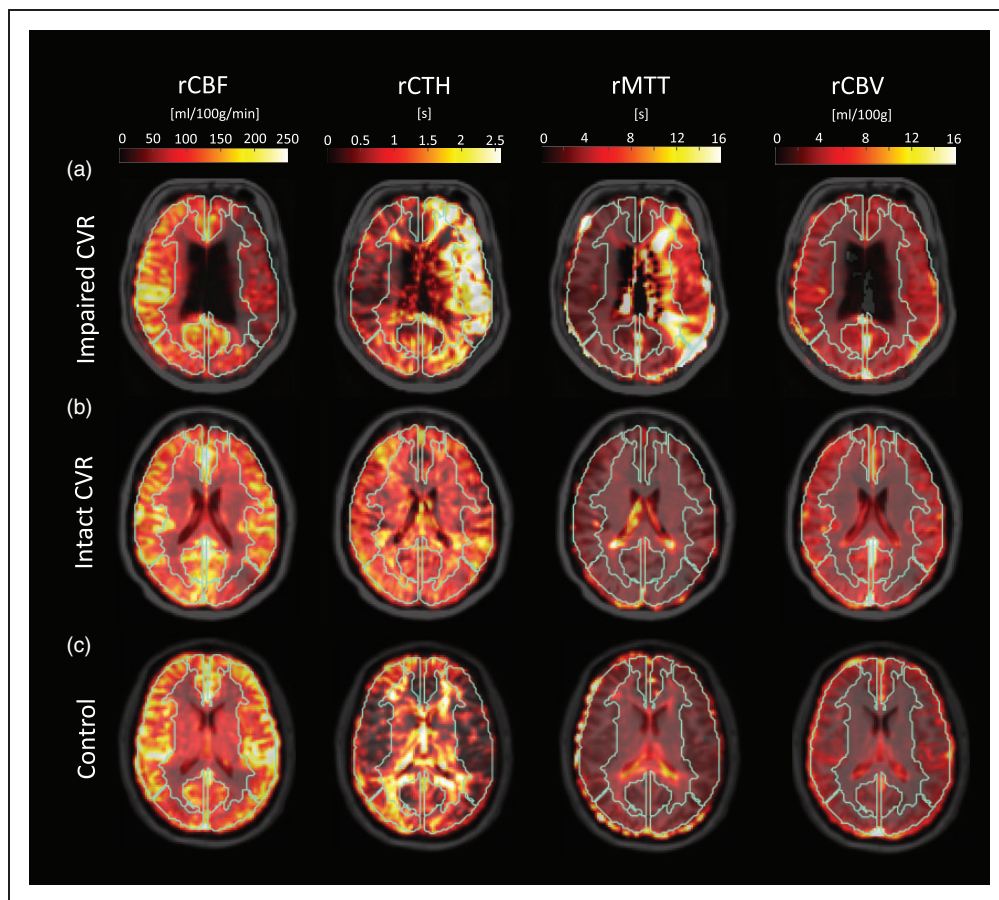 rCBF rCTH rMTT rCBV
[ml/100g/min] [s] [s] [ml/100g]
0 50 100 150 200 250 0 0.5 1 1.5 2 2.5 0 4 8 12 16 0 4 8 12 16
(a)
Impaired CVR
(b)
Intact CVR
(c)
Control